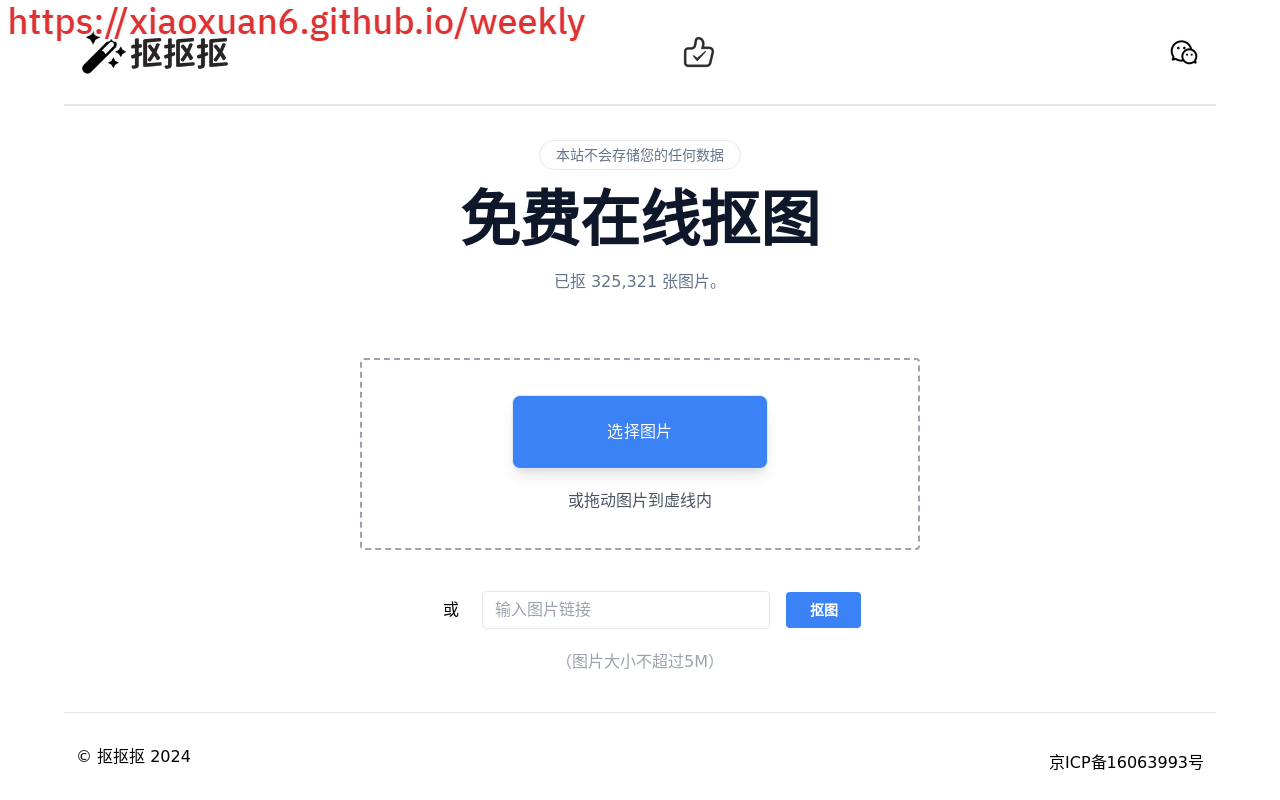 https://xiaoxuan6.github.io/weekly
抠抠抠
本站不会存储您的任何数据
免费在线抠图
已抠 325,321 张图片。
选择图片
或拖动图片到虚线内
或 输入图片链接 抠图
（图片大小不超过5M）
© 抠抠抠 2024
京ICP备16063993号